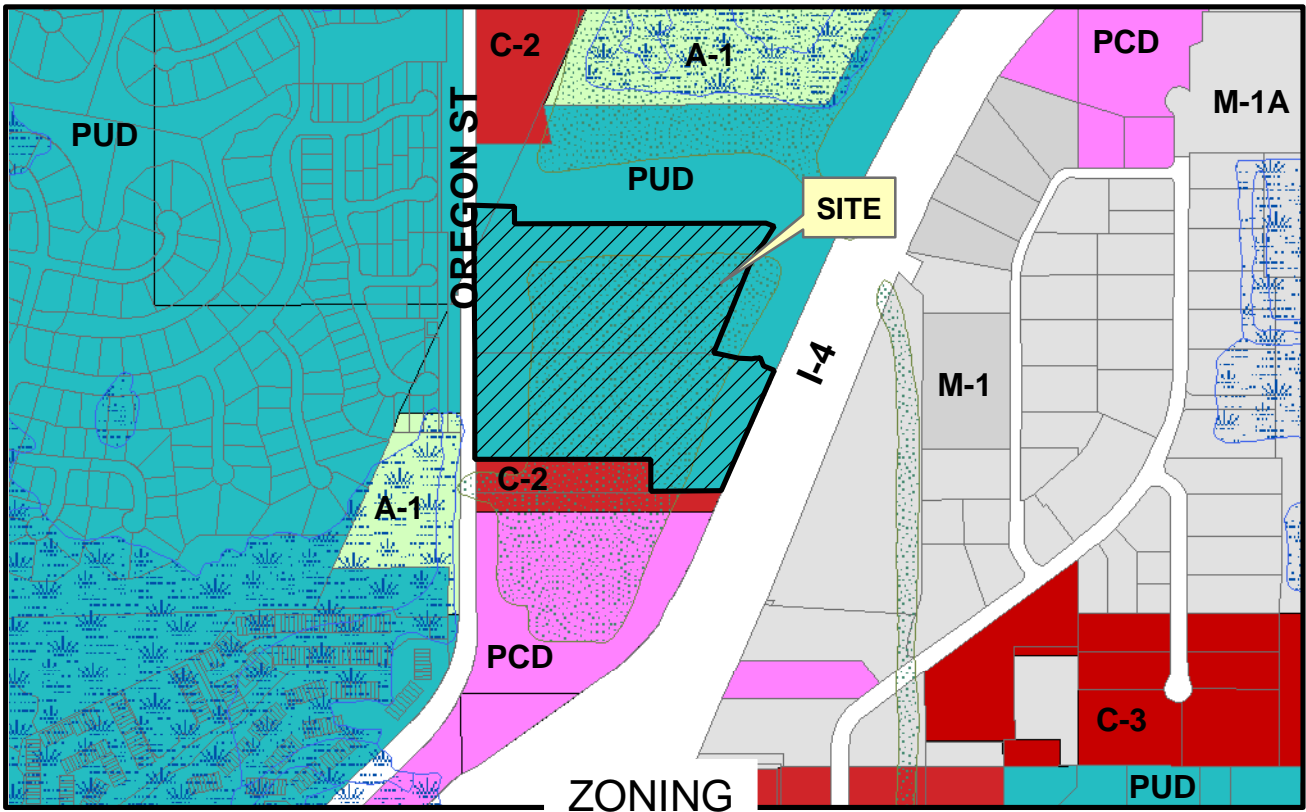 C-2
A-1
PCD
M-1A
PUD
OREGON ST
PUD
SITE
I-4
M-1
C-2
A-1
PCD
C-3
PUD
ZONING